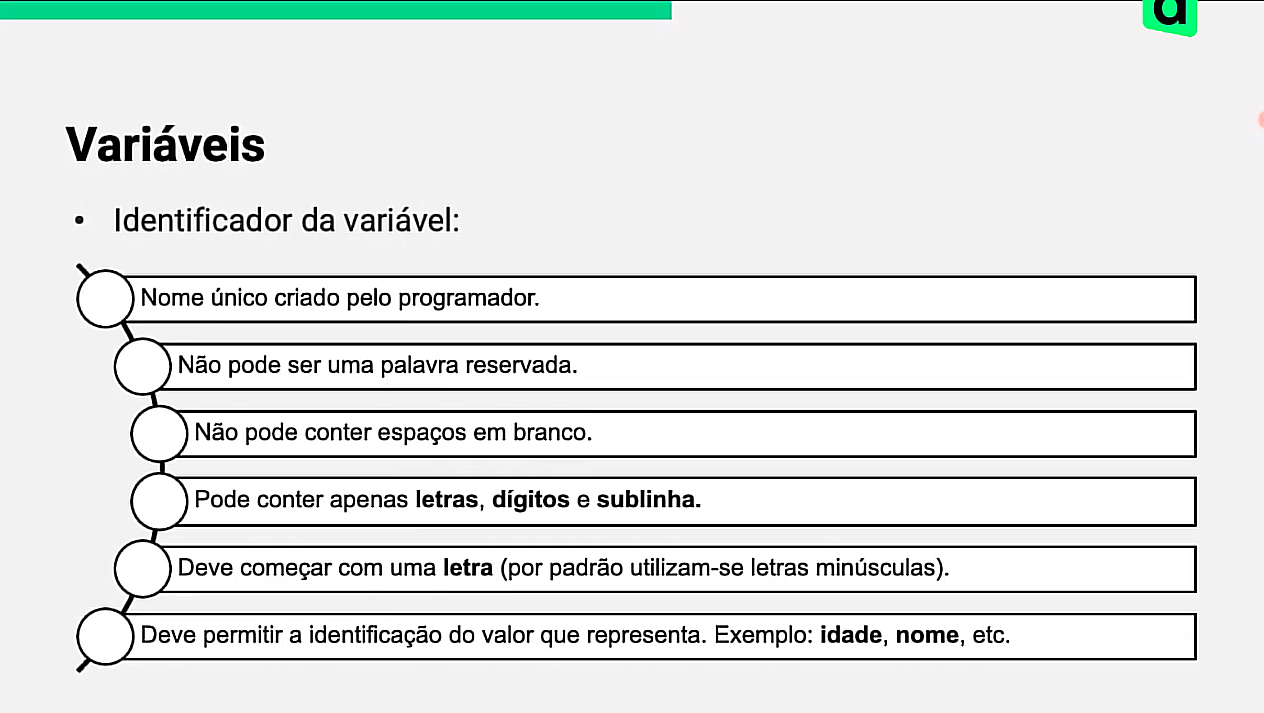 d
Variáveis
• Identificador da variável:
Nome único criado pelo programador.
Não pode ser uma palavra reservada.
Não pode conter espaços em branco.
Pode conter apenas letras, dígitos e sublinha.
Deve começar com uma letra (por padrão utilizam-se letras minúsculas).
Deve permitir a identificação do valor que representa. Exemplo: idade, nome, etc.